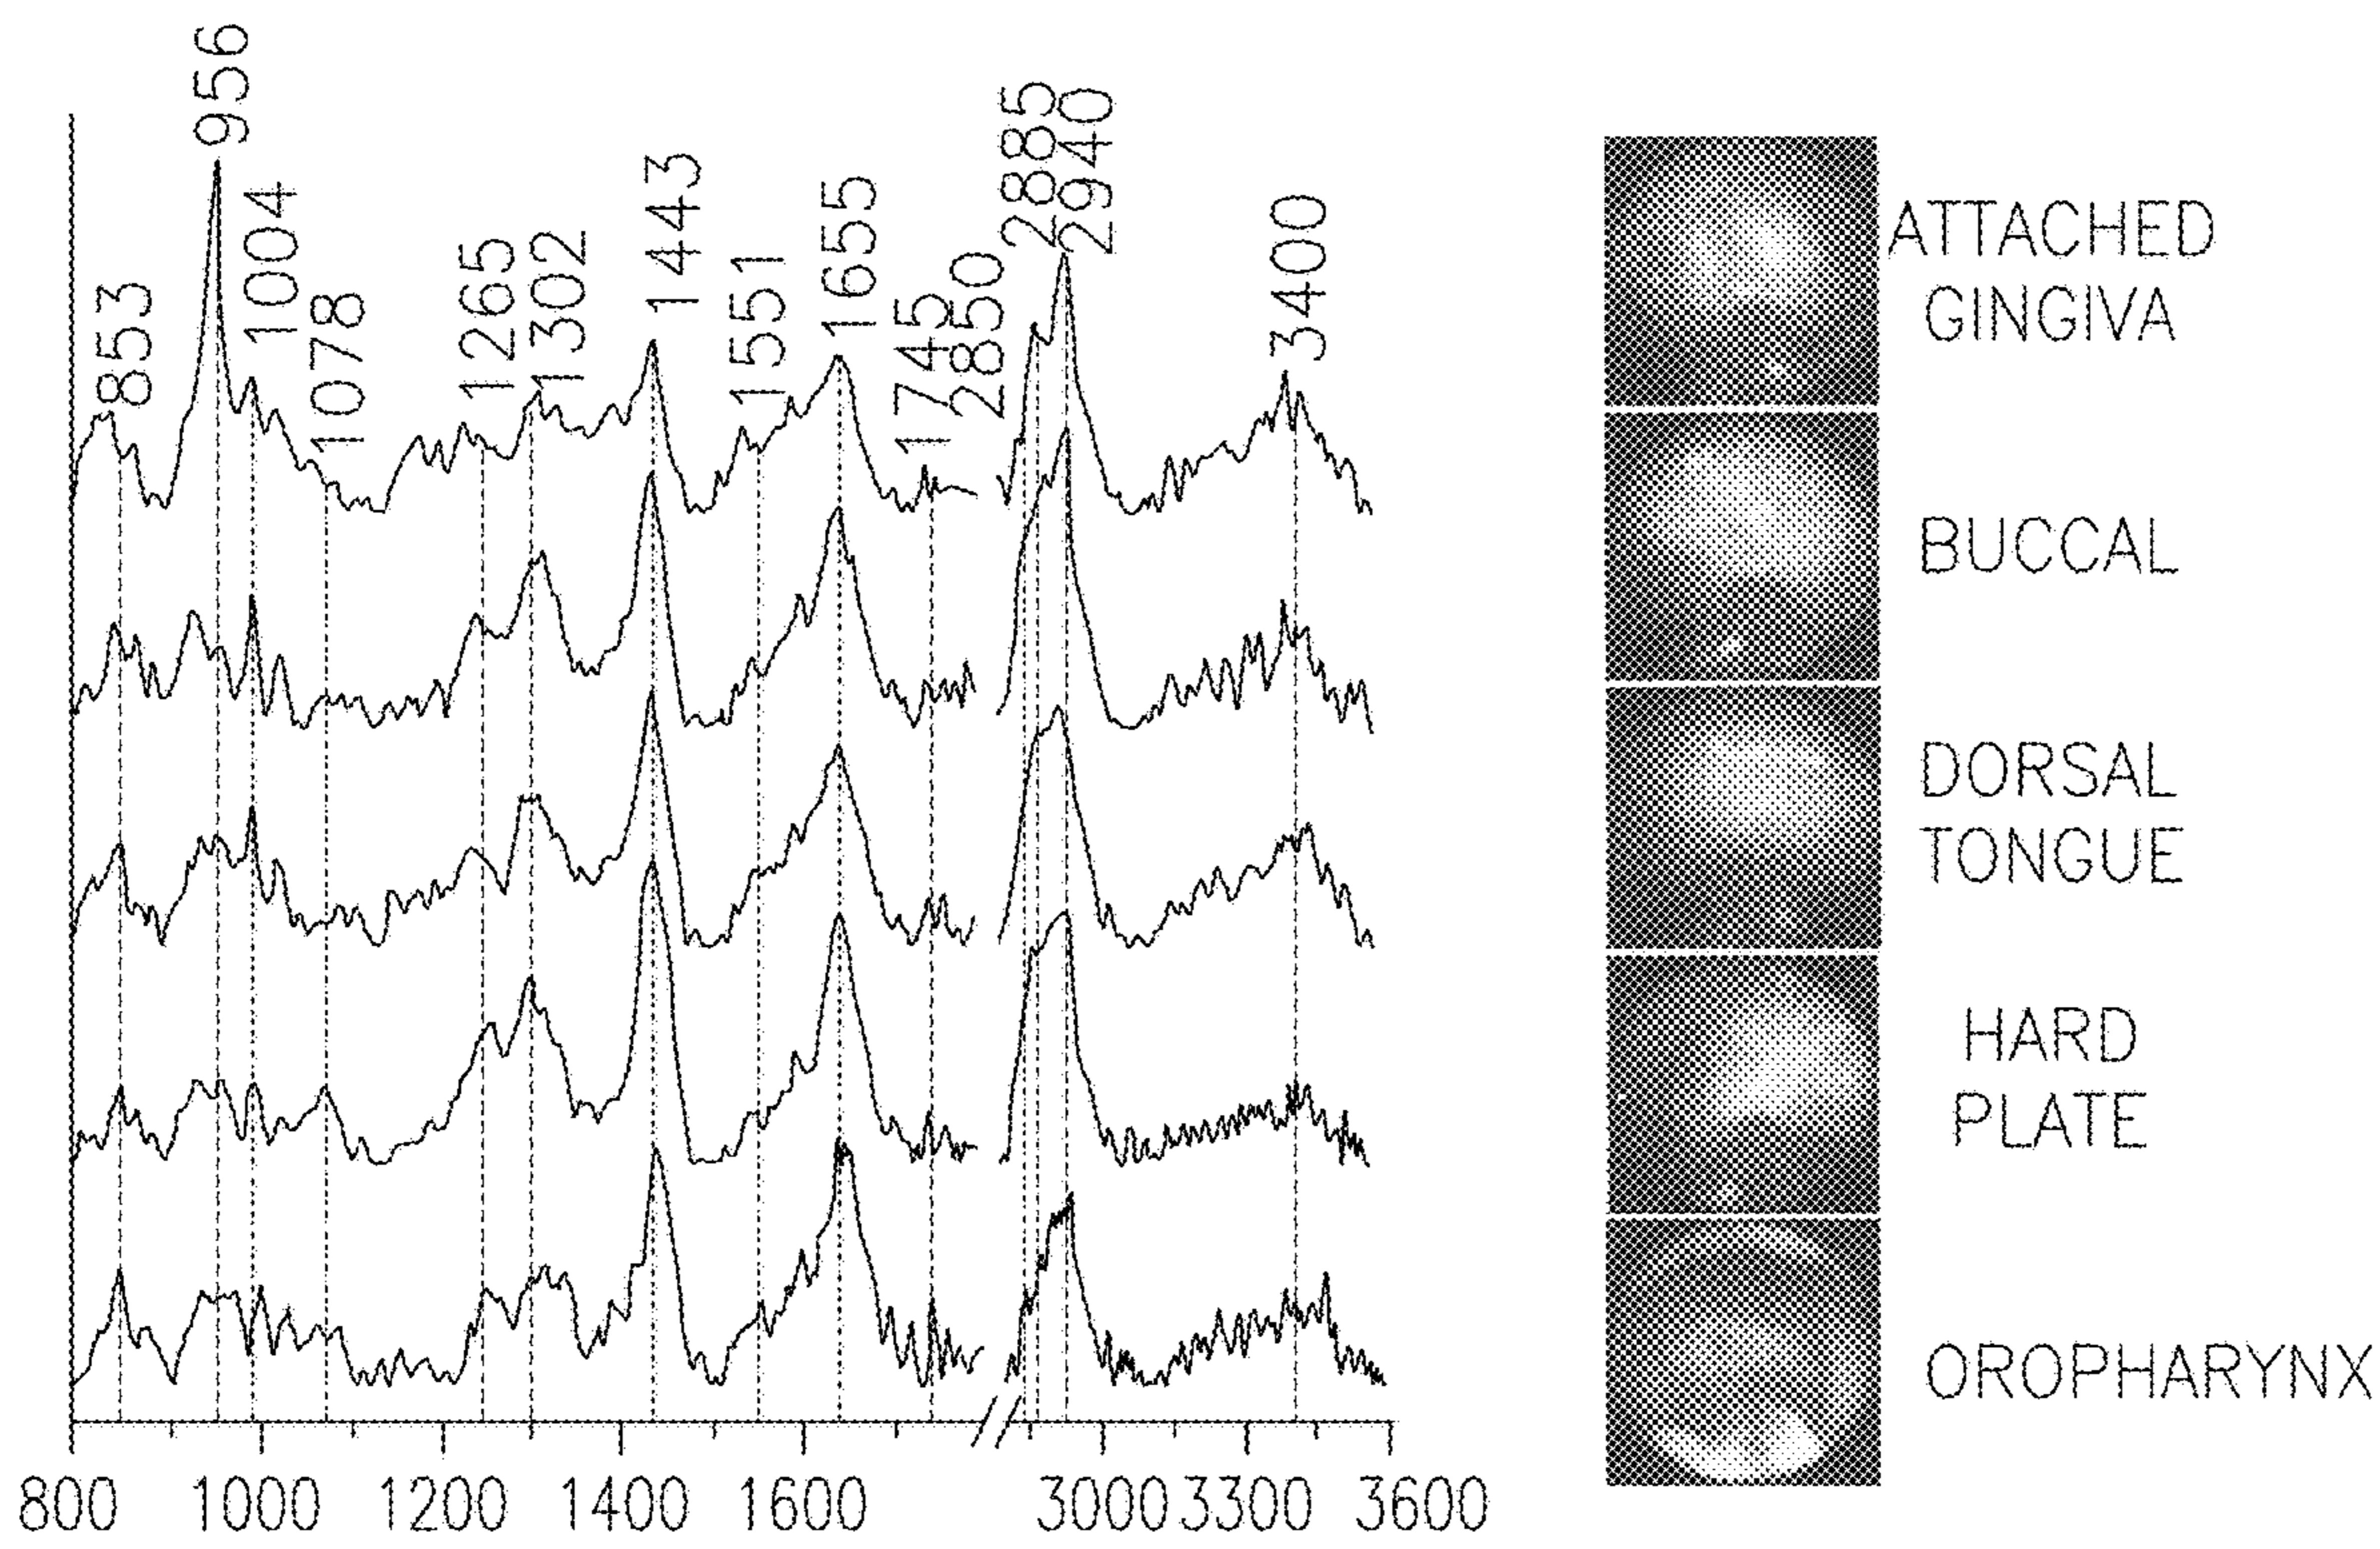 853
956
1004
1078
1265
1302
1443
1551
1655
1745
2850
2885
2940
3400
ATTACHED
GINGIVA
BUCCAL
DORSAL
TONGUE
HARD
PLATE
OROPHARYNX
800 1000 1200 1400 1600 3000 3300 3600